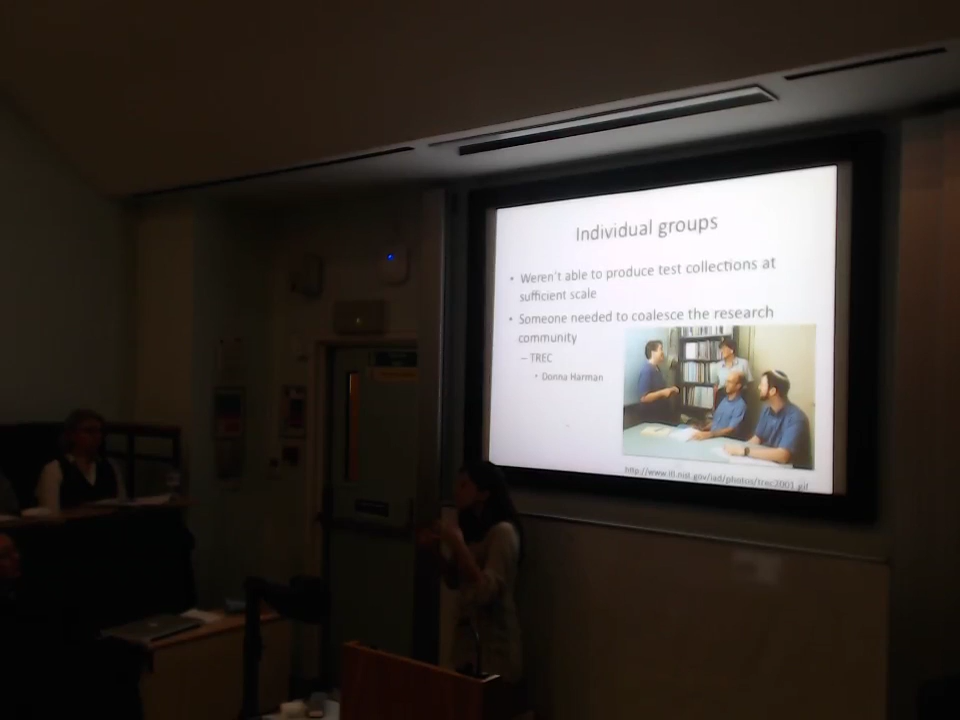 Individual groups
• Weren't able to produce test collections at
sufficient scale
• Someone needed to coalesce the research
community
– TREC
• Donna Harman